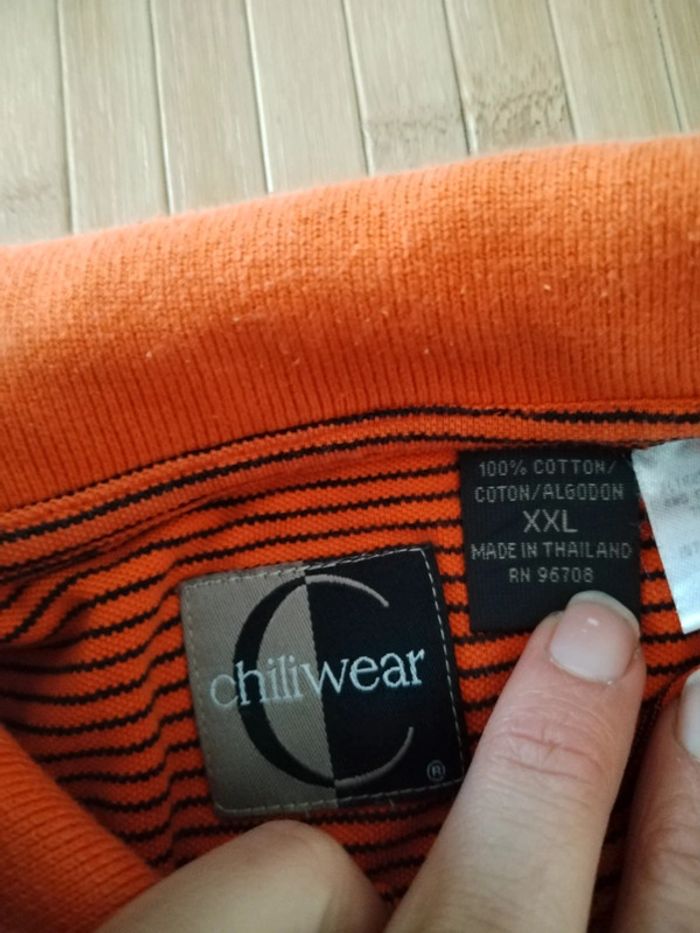 100% COTTON/
COTON/ALGODON
XXL
MADE IN THAILAND
RN 96708
chiliwear
®